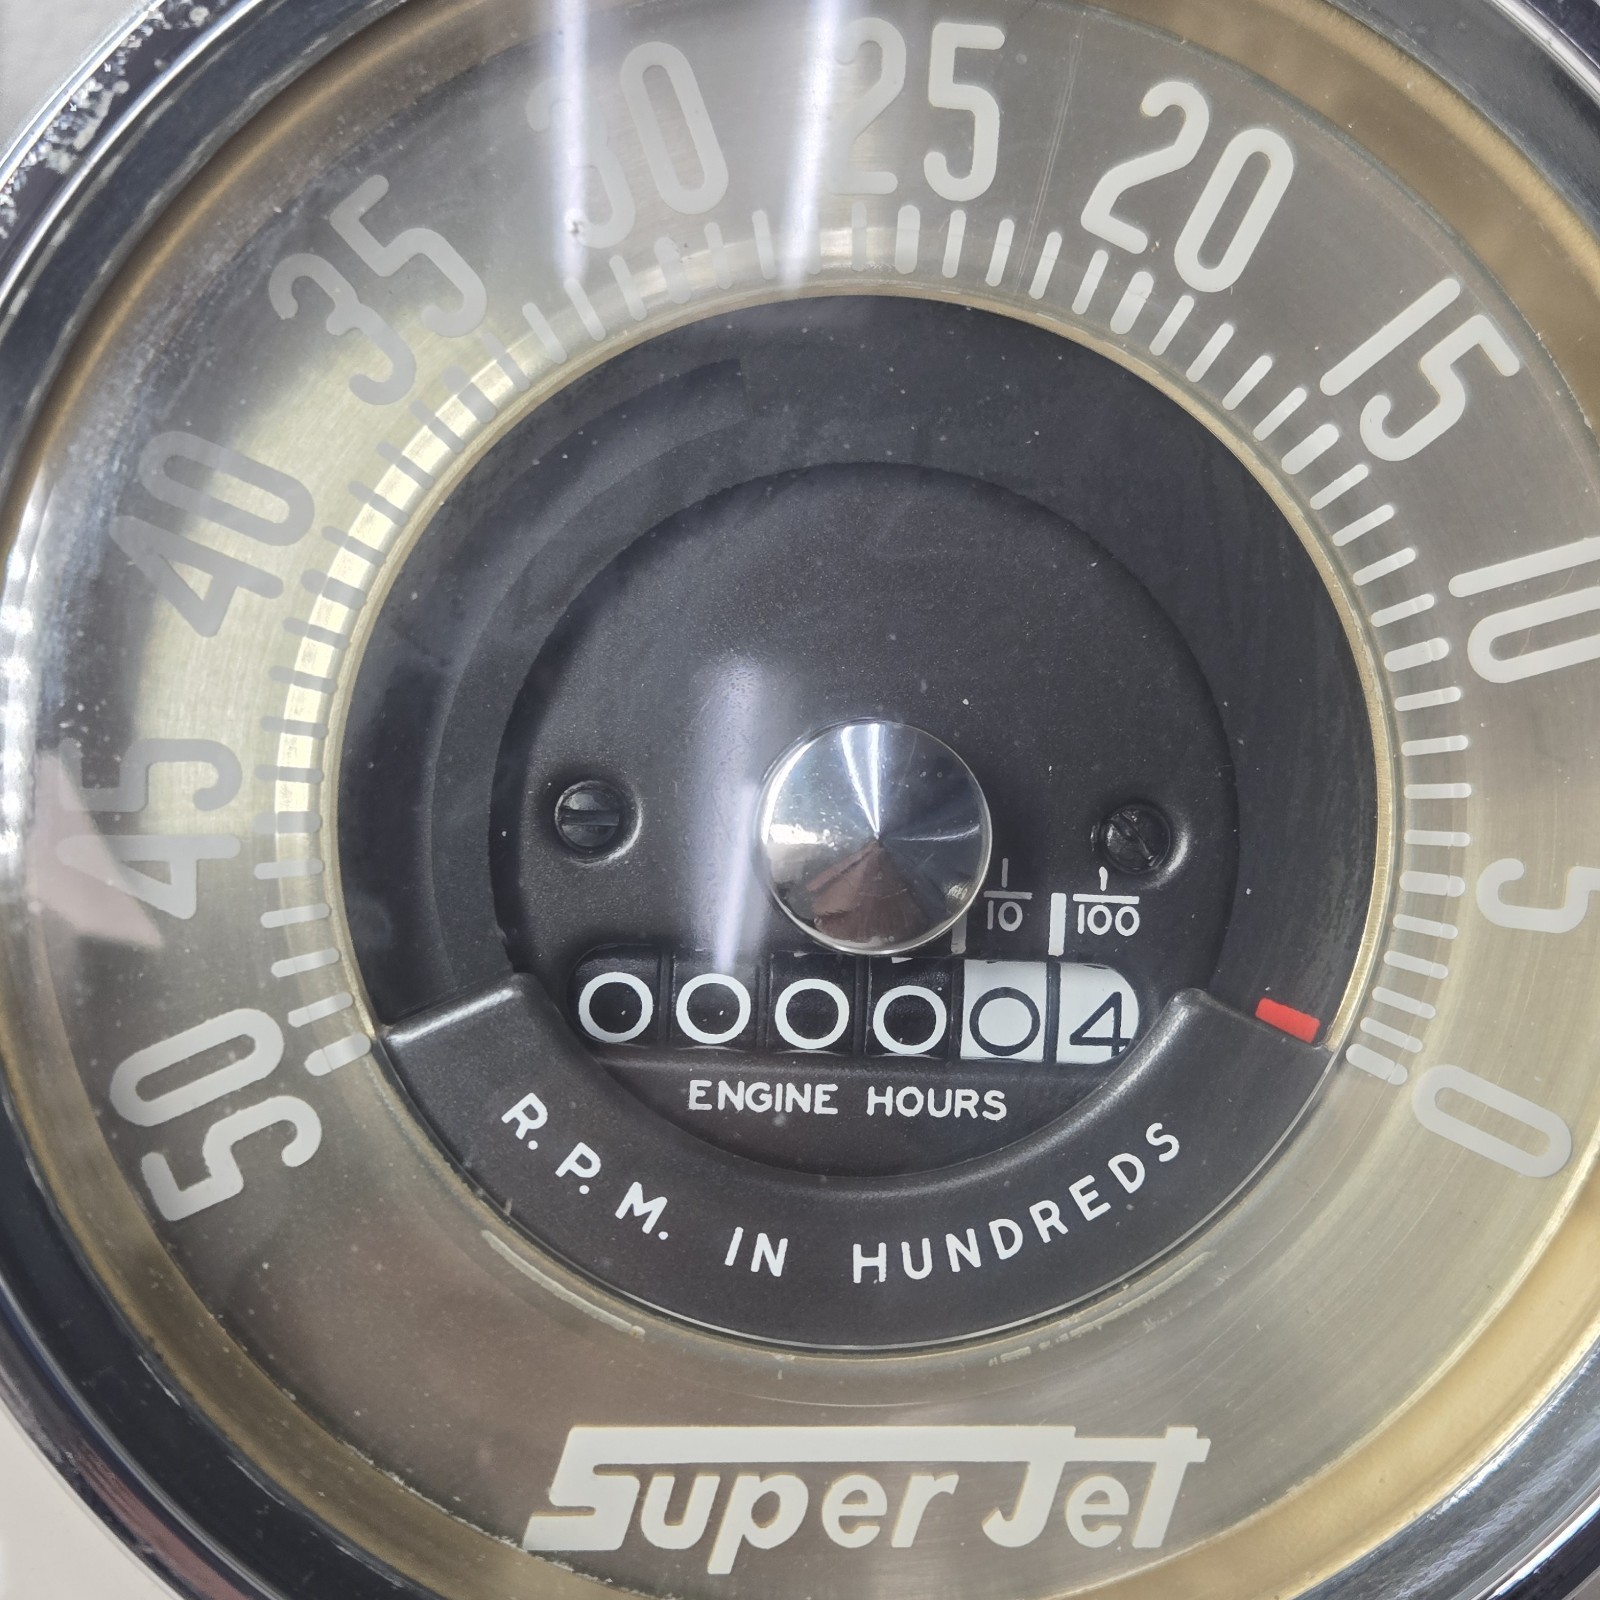 50 45 40 35 30 25 20 15 10 5 0
1/10 1/100
000004
ENGINE HOURS
R.P.M. IN HUNDREDS
Super Jet